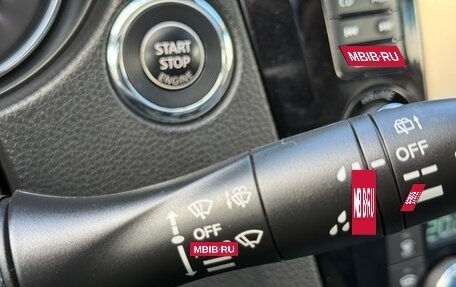 START
STOP
ENGINE
MBIB·RU
OFF
OFF
MBIB·RU